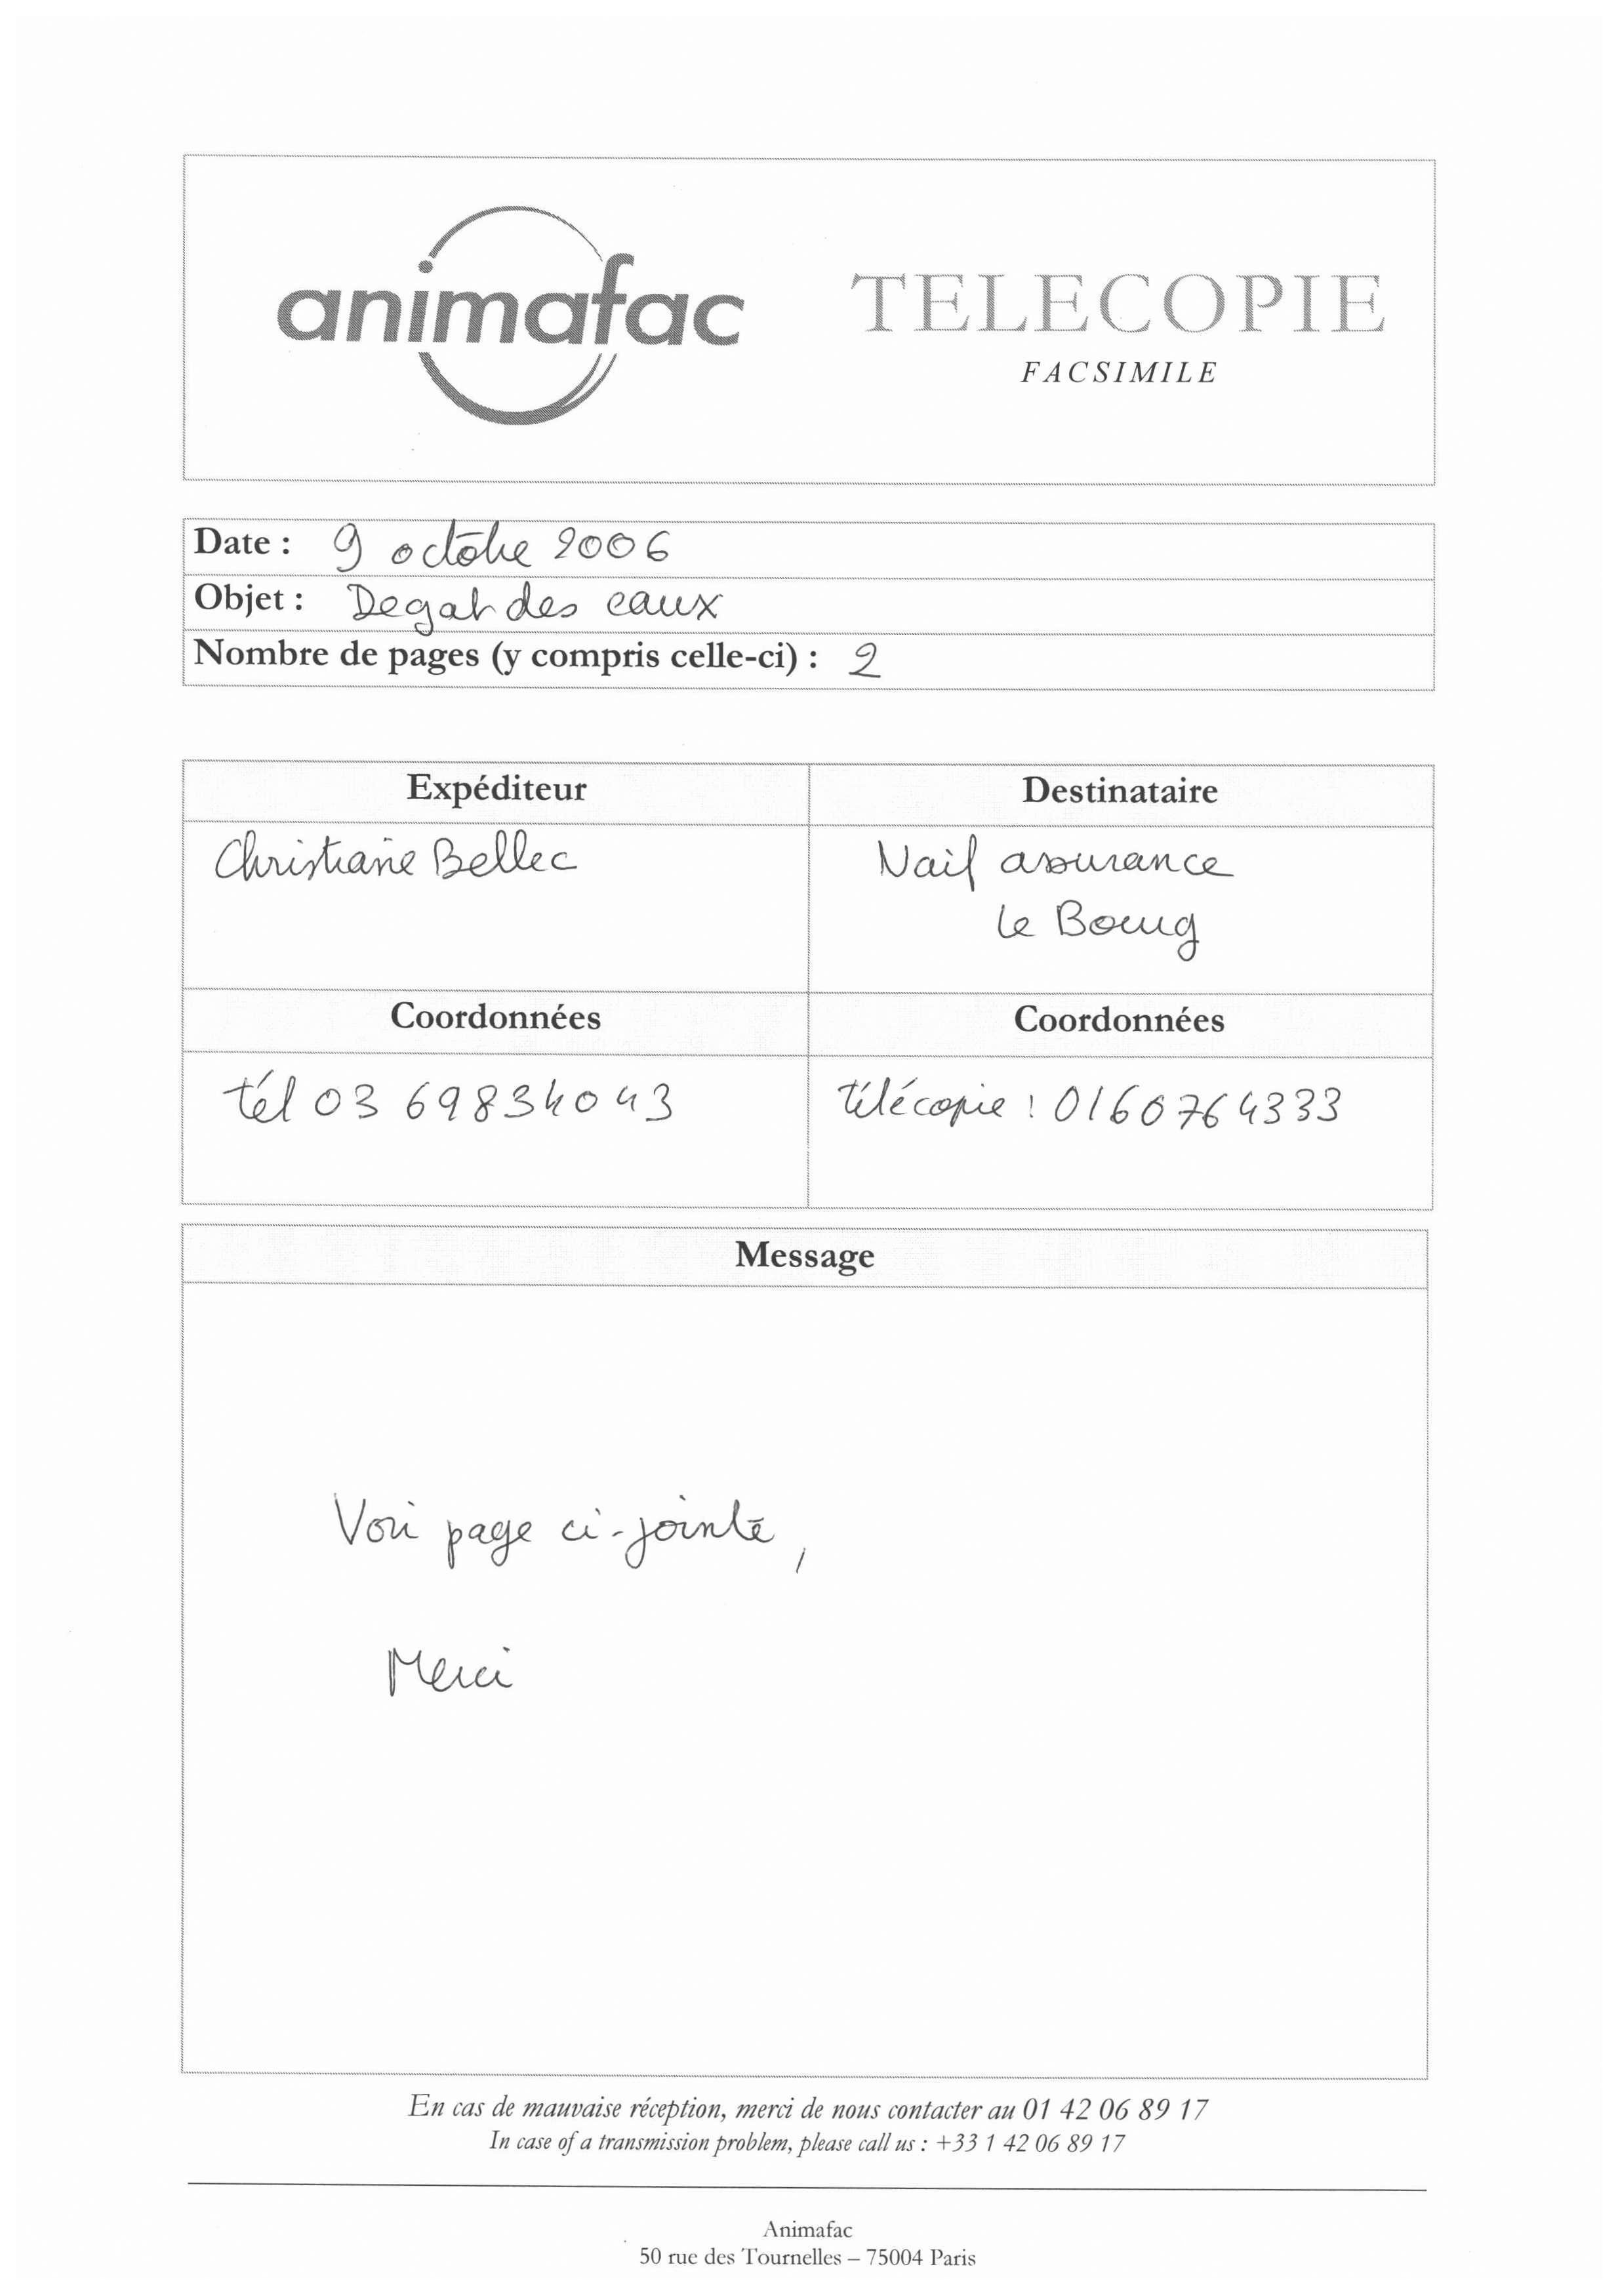 animafac
TELECOPIE
FACSIMILE
Date : 9 octobre 2006
Objet : Degat des eaux
Nombre de pages (y compris celle-ci) : 2
Expéditeur
Destinataire
Christiane Bellec
Naif assurance
le Bourg
Coordonnées
Coordonnées
tél 03 69834043
télécopie : 0160764333
Message
Voir page ci-jointe,
Merci
En cas de mauvaise réception, merci de nous contacter au 01 42 06 89 17
In case of a transmission problem, please call us : +33 1 42 06 89 17
Animafac
50 rue des Tournelles – 75004 Paris